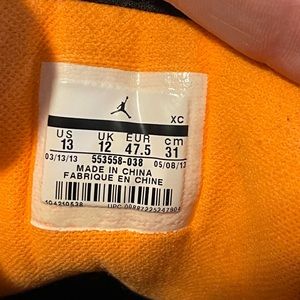 XC
US UK EUR cm
13 12 47.5 31
03/13/13 553558-038 05/08/13
MADE IN CHINA
FABRIQUE EN CHINE